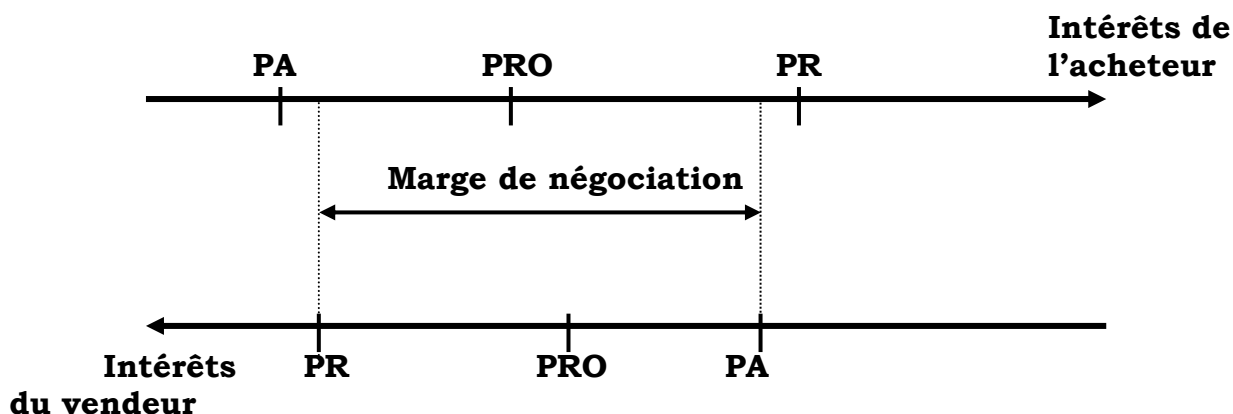 Intérêts de
l’acheteur
PA PRO PR
Marge de négociation
PR PRO PA
Intérêts
du vendeur